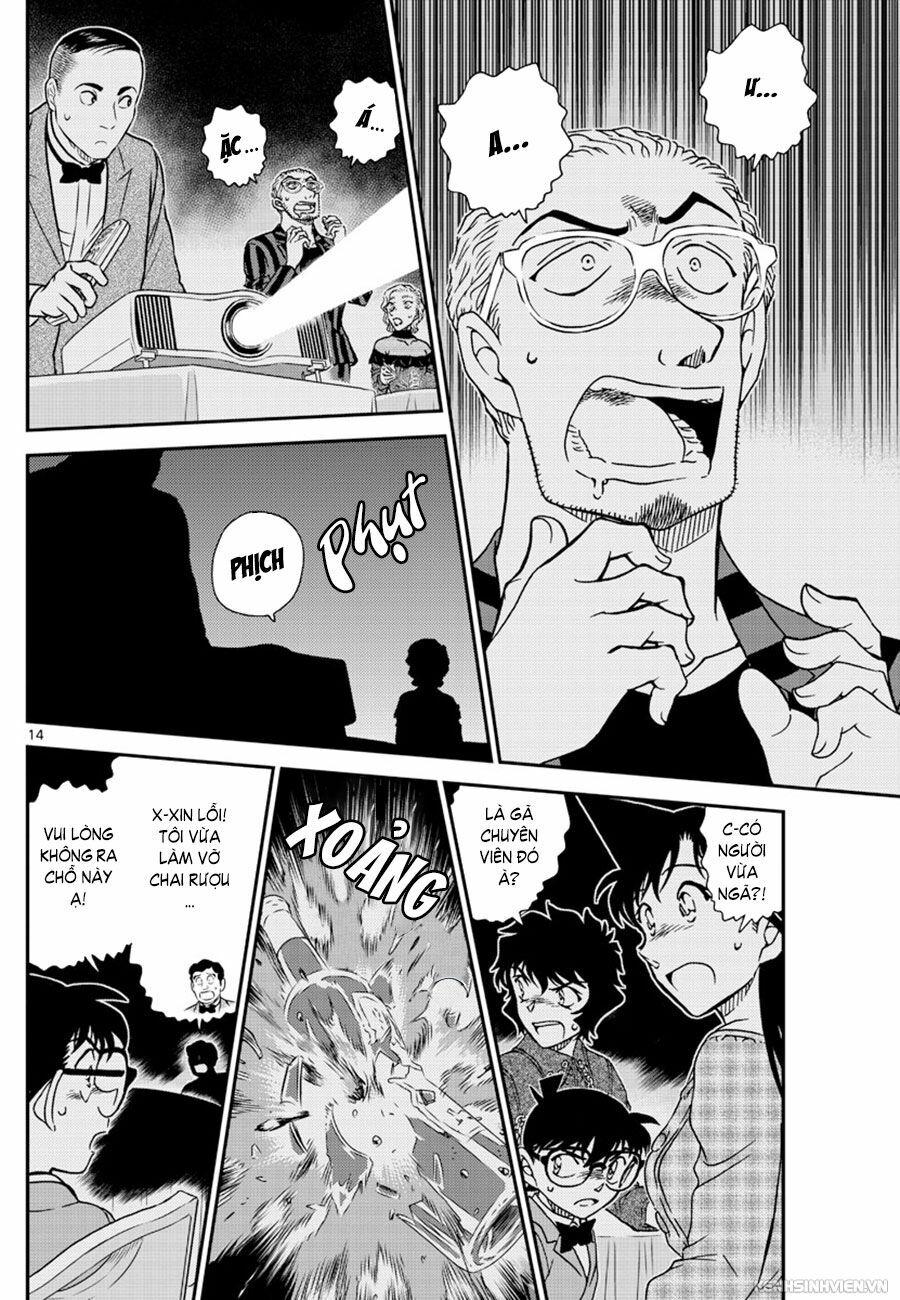 Ư...
A...
Á...
ẶC...
PHỤT
PHỊCH
14
C-CÓ
NGƯỜI
VỪA
NGÃ?!
LÀ GÃ
CHUYÊN
VIÊN ĐÓ
À?
XOẢNG
X-XIN LỖI!
TÔI VỪA
LÀM VỠ
CHAI RƯỢU
...
VUI LÒNG
KHÔNG RA
CHỖ NÀY
Ạ!